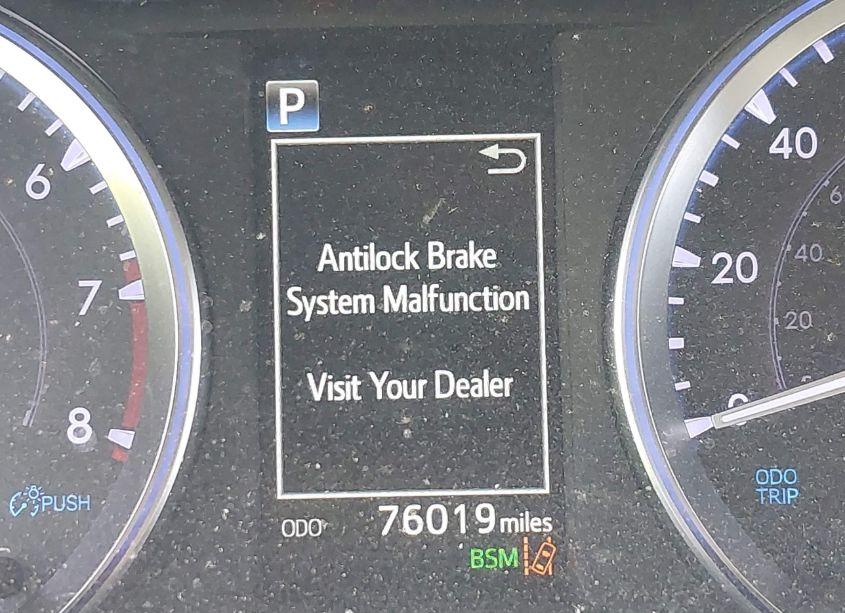 P
Antilock Brake
System Malfunction
Visit Your Dealer
ODO 76019 miles
BSM
6
7
8
PUSH
40
20
0
40
20
ODO
TRIP